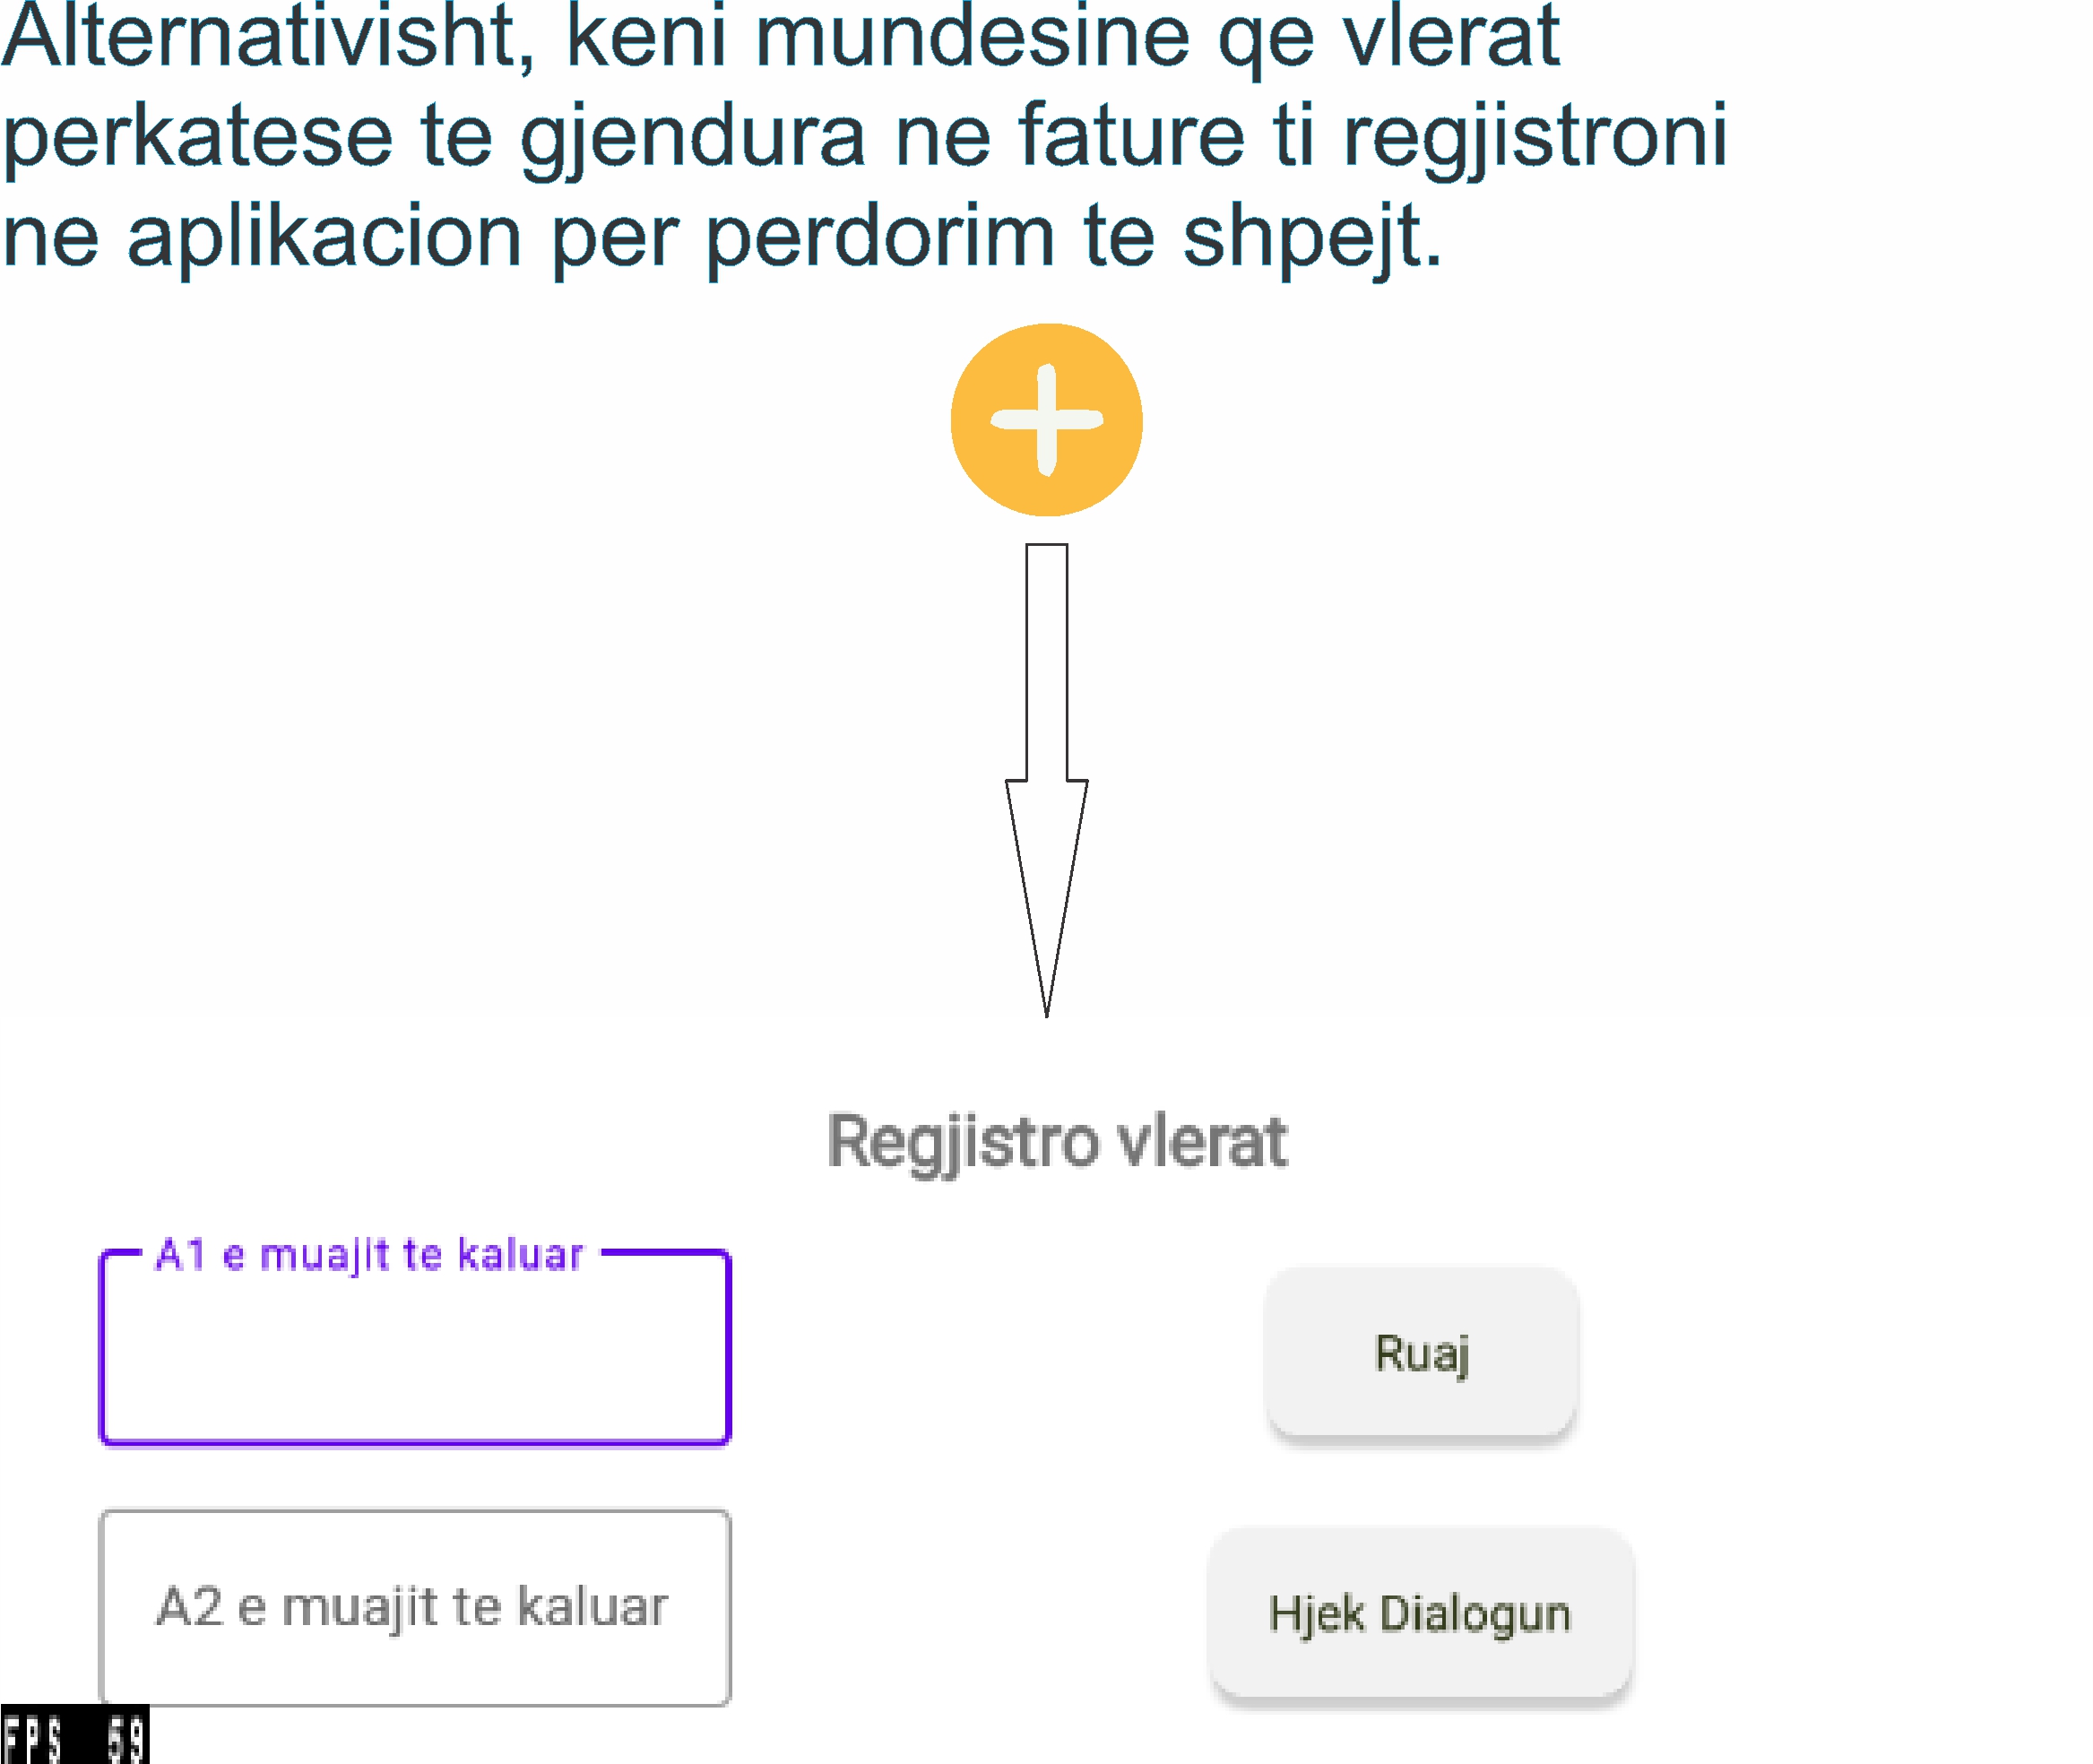 Alternativisht, keni mundesine qe vlerat
perkatese te gjendura ne fature ti regjistroni
ne aplikacion per perdorim te shpejt.
Regjistro vlerat
A1 e muajit te kaluar
Ruaj
A2 e muajit te kaluar
Hjek Dialogun
FPS 59